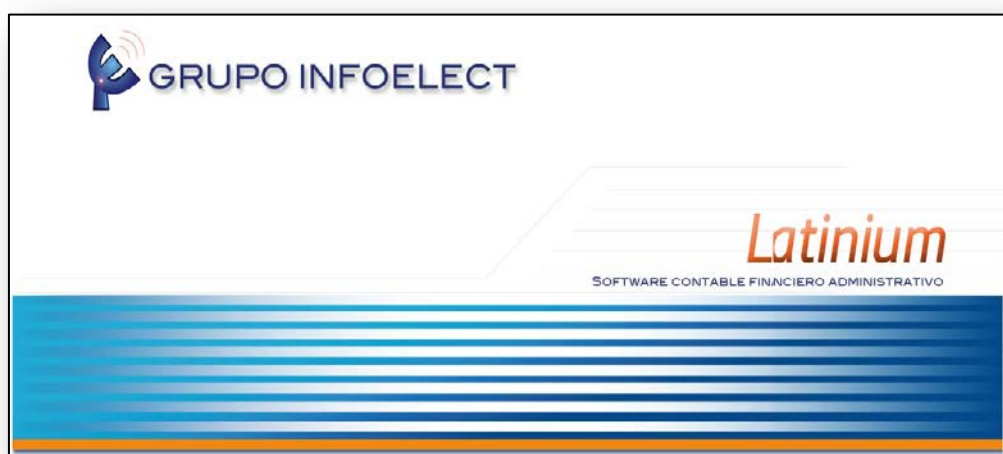 GRUPO INFOELECT
Latinium
SOFTWARE CONTABLE FINNCIERO ADMINISTRATIVO